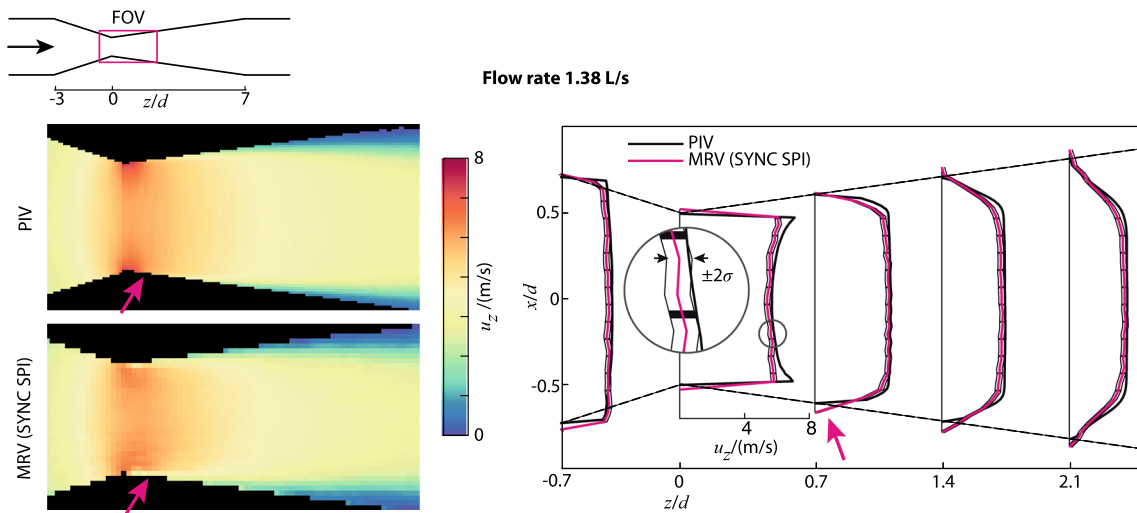 FOV
-3 0 z/d 7
Flow rate 1.38 L/s
PIV
MRV (SYNC SPI)
8
u_z /(m/s)
0
PIV
MRV (SYNC SPI)
0.5
0
-0.5
x/d
±2σ
4 8
u_z/(m/s)
-0.7 0 0.7 1.4 2.1
z/d